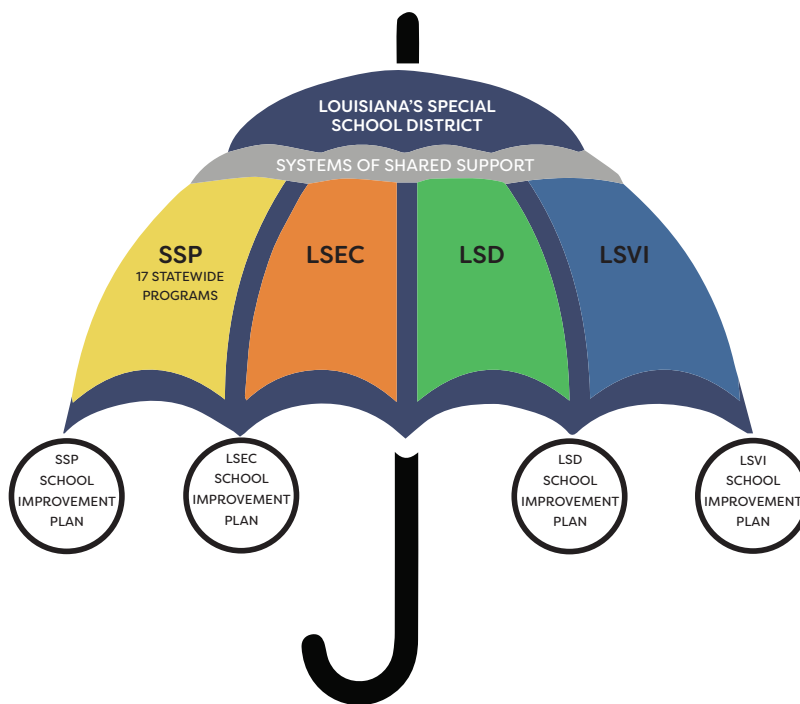 LOUISIANA'S SPECIAL
SCHOOL DISTRICT
SYSTEMS OF SHARED SUPPORT
SSP
17 STATEWIDE
PROGRAMS
LSEC
LSD
LSVI
SSP
SCHOOL
IMPROVEMENT
PLAN
LSEC
SCHOOL
IMPROVEMENT
PLAN
LSD
SCHOOL
IMPROVEMENT
PLAN
LSVI
SCHOOL
IMPROVEMENT
PLAN